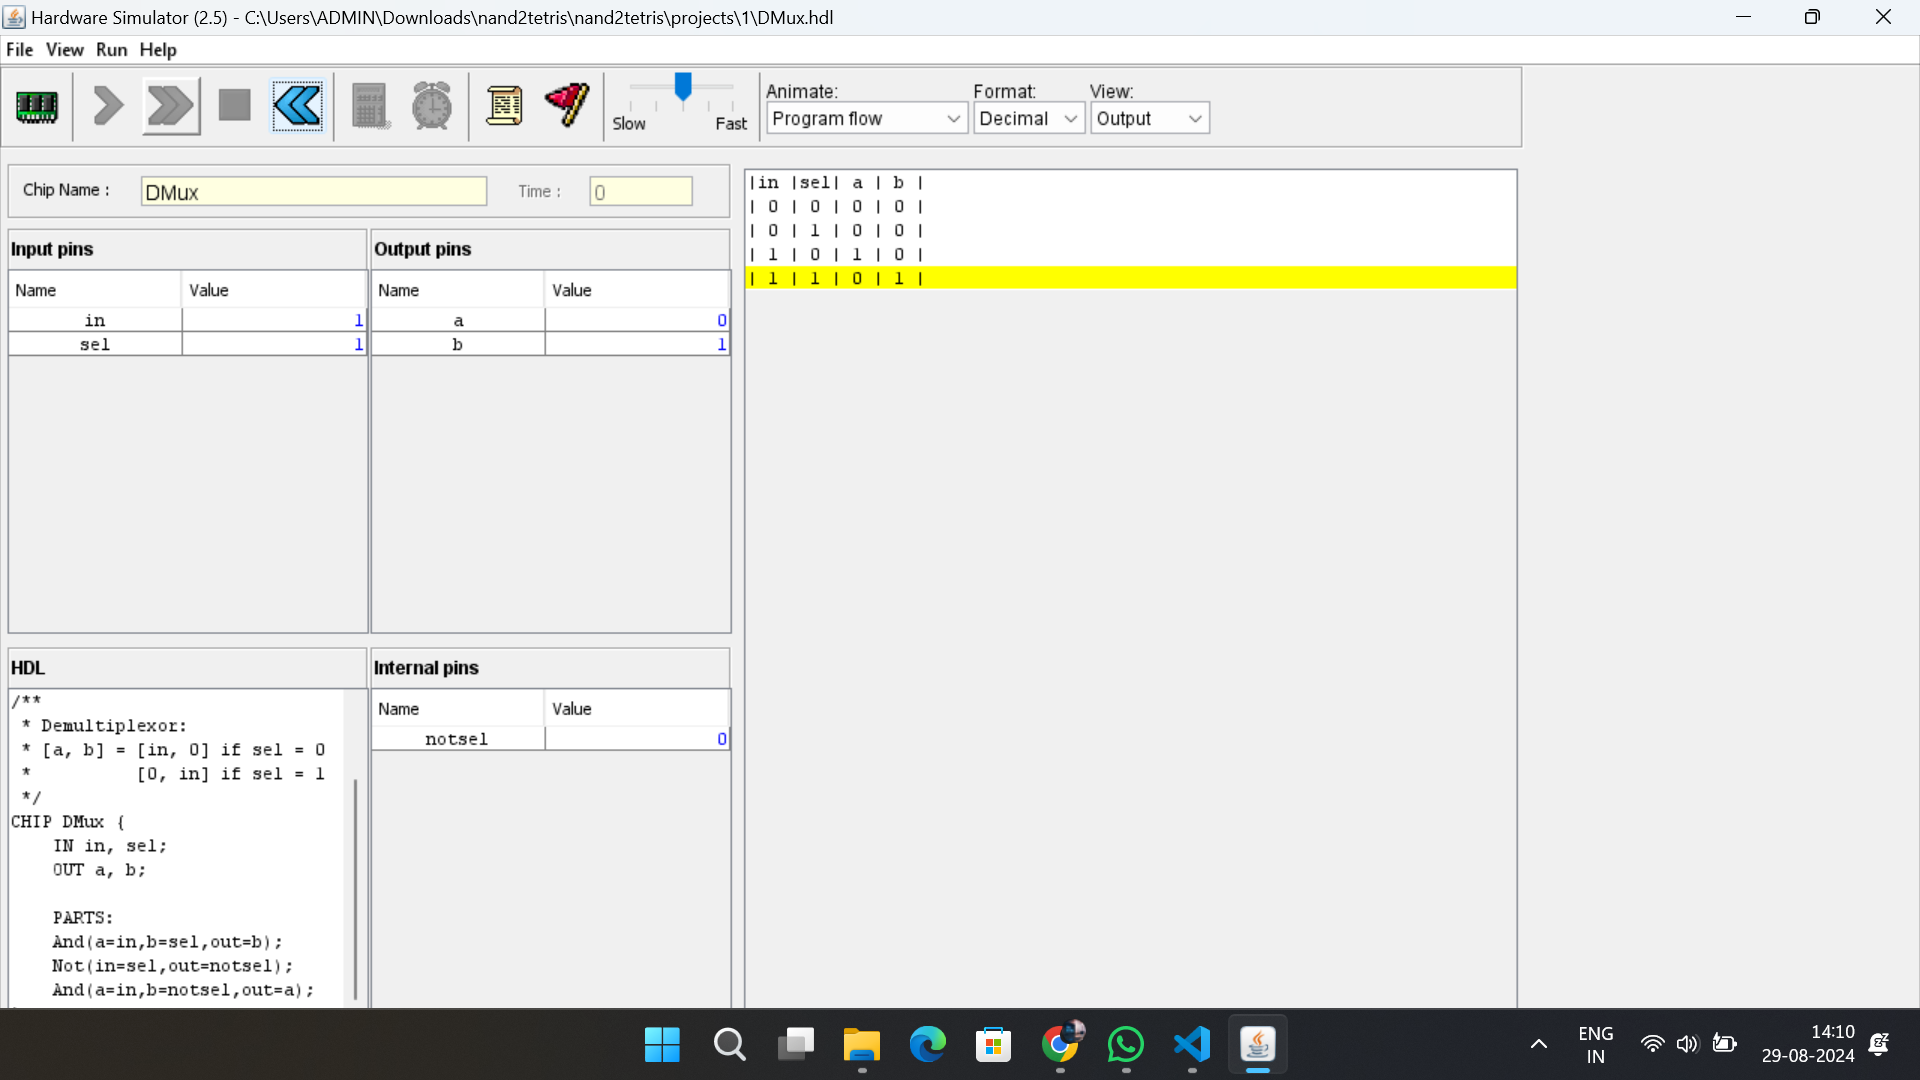 Hardware Simulator (2.5) - C:\Users\ADMIN\Downloads\nand2tetris\nand2tetris\projects\1\DMux.hdl
File View Run Help
Slow Fast
Animate: Format: View:
Program flow Decimal Output
Chip Name : DMux Time : 0
Input pins
Name Value
in 1
sel 1
Output pins
Name Value
a 0
b 1
|in |sel| a | b |
| 0 | 0 | 0 | 0 |
| 0 | 1 | 0 | 0 |
| 1 | 0 | 1 | 0 |
| 1 | 1 | 0 | 1 |
HDL
/**
* Demultiplexor:
* [a, b] = [in, 0] if sel = 0
* [0, in] if sel = 1
*/
CHIP DMux {
IN in, sel;
OUT a, b;
PARTS:
And(a=in,b=sel,out=b);
Not(in=sel,out=notsel);
And(a=in,b=notsel,out=a);
Internal pins
Name Value
notsel 0
ENG
IN
14:10
29-08-2024